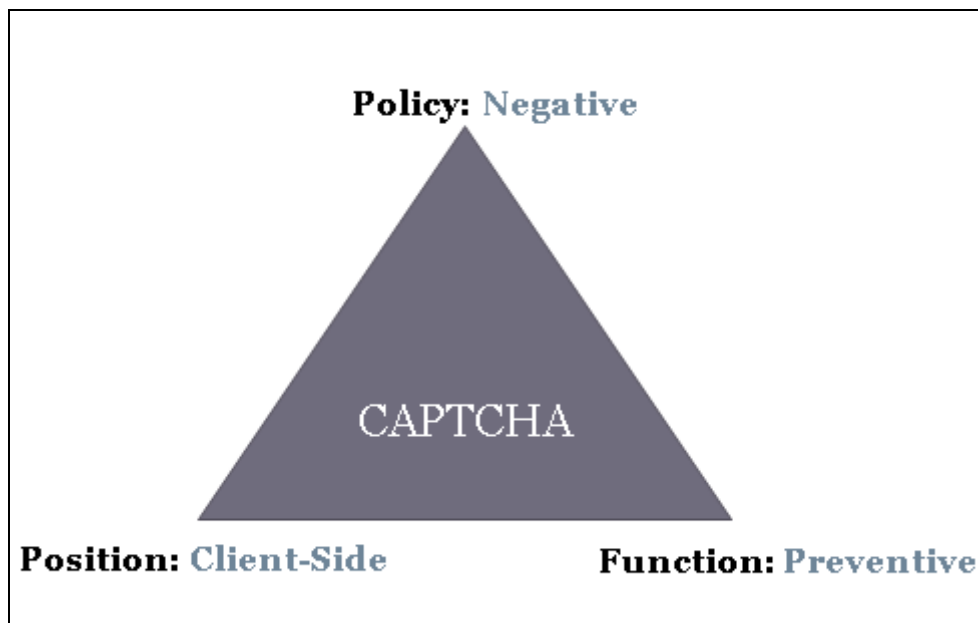 Policy: Negative
CAPTCHA
Position: Client-Side
Function: Preventive